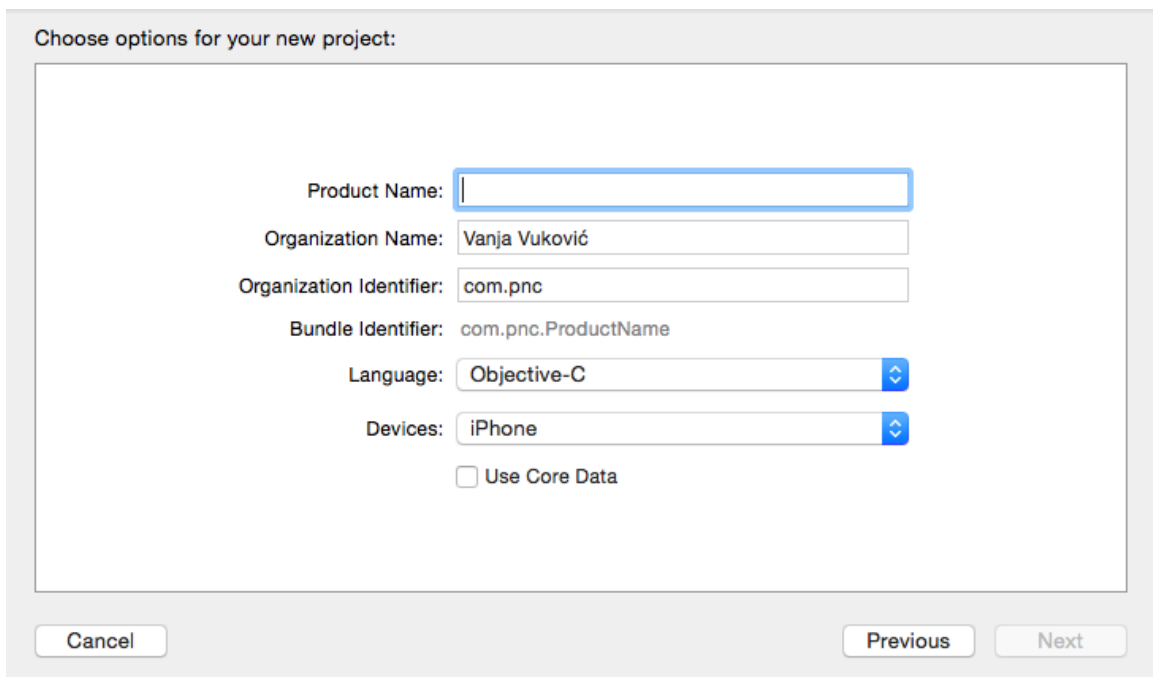 Choose options for your new project:
Product Name:
Organization Name: Vanja Vuković
Organization Identifier: com.pnc
Bundle Identifier: com.pnc.ProductName
Language: Objective-C
Devices: iPhone
Use Core Data
Cancel Previous Next